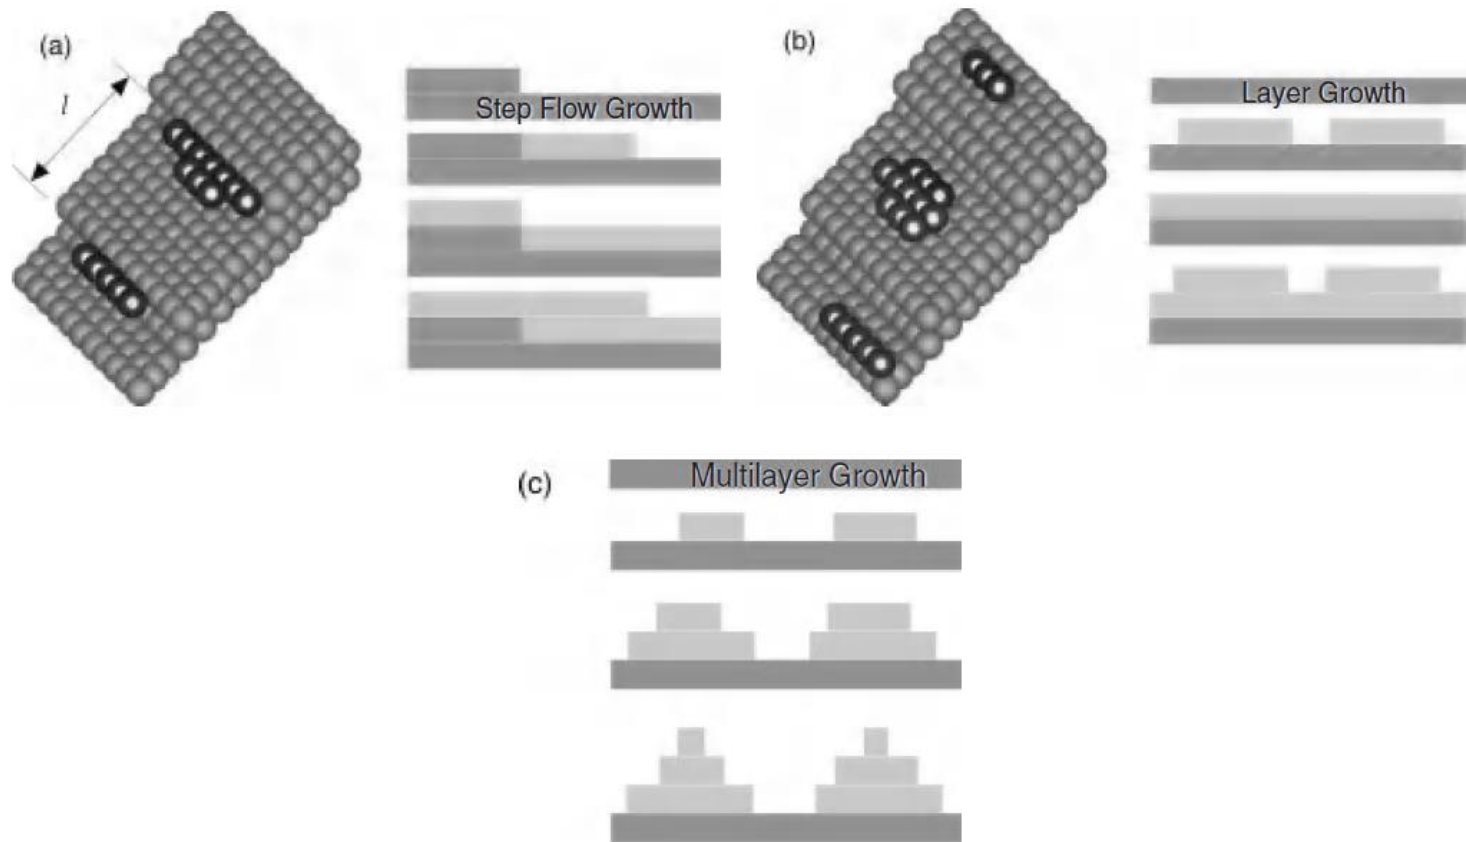 (a)
l
Step Flow Growth
(b)
Layer Growth
(c)
Multilayer Growth